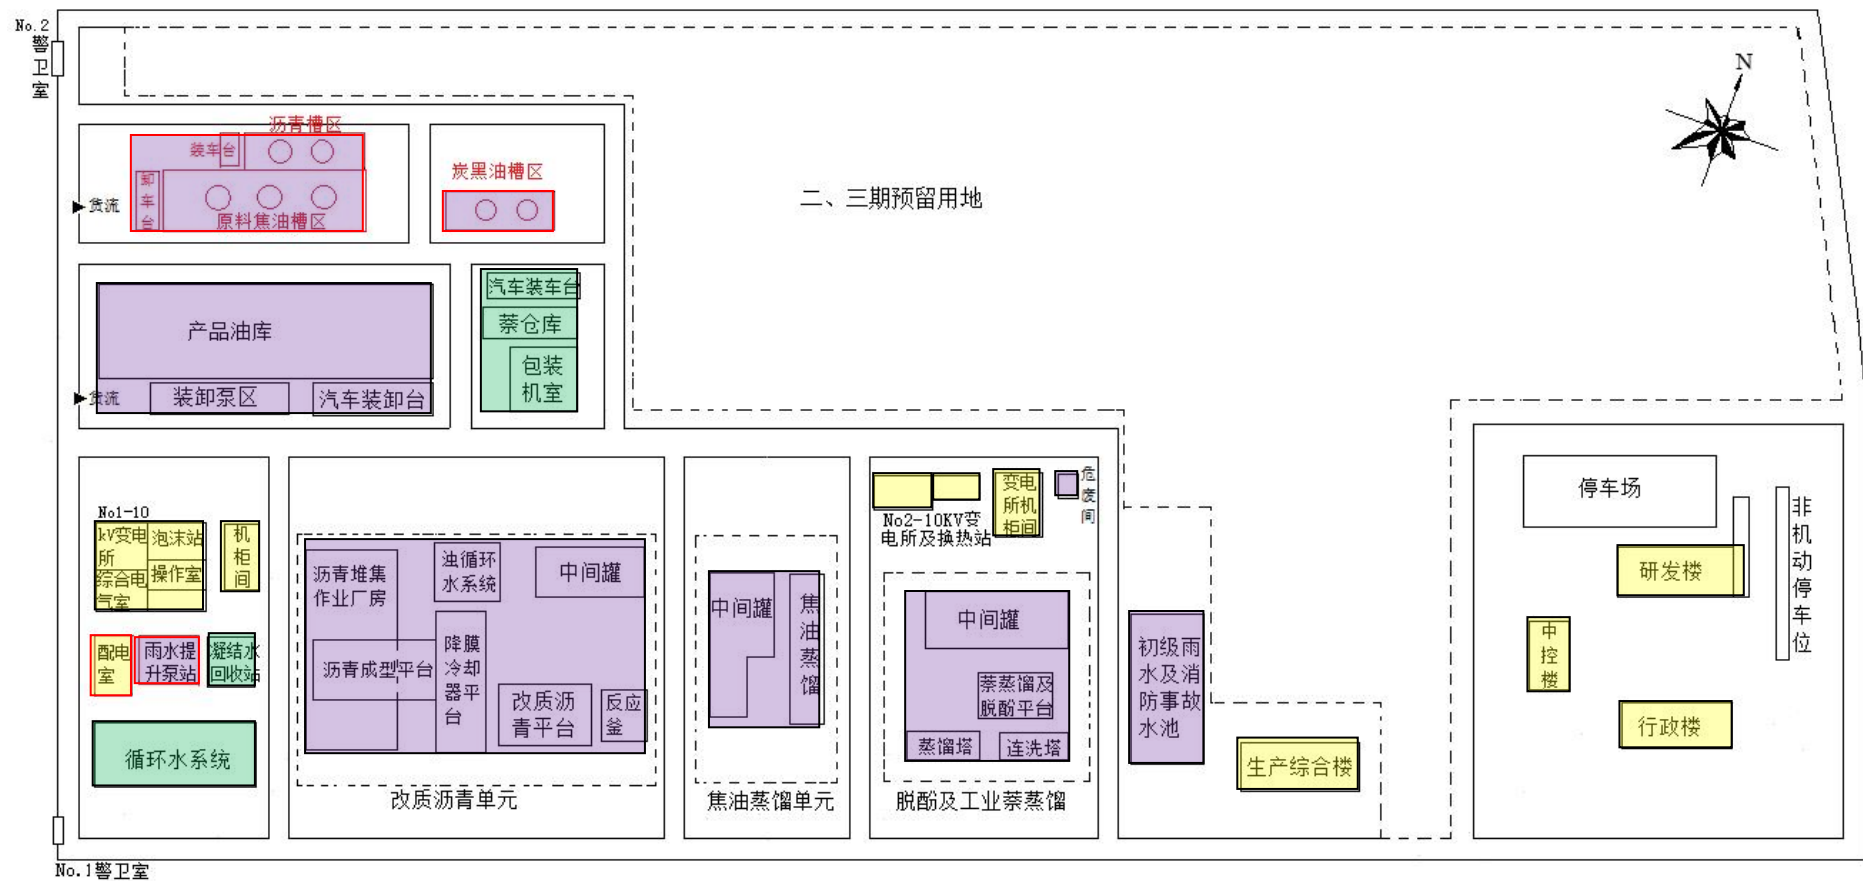 No.2
警卫室
N
沥青槽区
装车台
卸车台
原料焦油槽区
货流
炭黑油槽区
二、三期预留用地
产品油库
装卸泵区
汽车装卸台
货流
汽车装车台
萘仓库
包装
机室
No1-10
kV变电
所
泡沫站
操作室
综合电
气室
机柜间
配电
室
雨水提
升泵站
凝结水
回收站
循环水系统
沥青堆集
作业厂房
浊循环
水系统
中间罐
沥青成型平台
降膜
冷却
器平
台
改质沥
青平台
反应
釜
改质沥青单元
中间罐
焦油蒸馏
焦油蒸馏单元
No2-10KV变
电所及换热站
变电
所机
柜间
危废间
中间罐
萘蒸馏及
脱酚平台
蒸馏塔
连洗塔
脱酚及工业萘蒸馏
初级雨
水及消
防事故
水池
生产综合楼
停车场
研发楼
中控楼
行政楼
非机动停车位
No.1警卫室